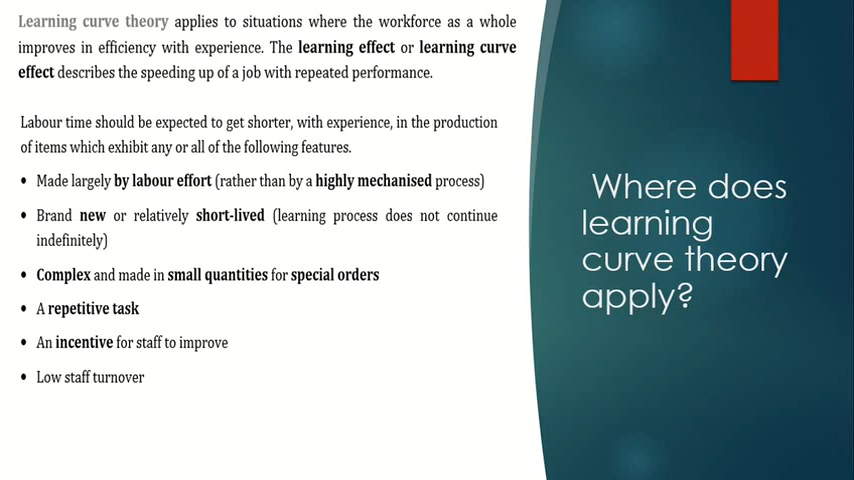 Learning curve theory applies to situations where the workforce as a whole
improves in efficiency with experience. The learning effect or learning curve
effect describes the speeding up of a job with repeated performance.
Labour time should be expected to get shorter, with experience, in the production
of items which exhibit any or all of the following features.
• Made largely by labour effort (rather than by a highly mechanised process)
• Brand new or relatively short-lived (learning process does not continue
indefinitely)
• Complex and made in small quantities for special orders
• A repetitive task
• An incentive for staff to improve
• Low staff turnover
Where does
learning
curve theory
apply?